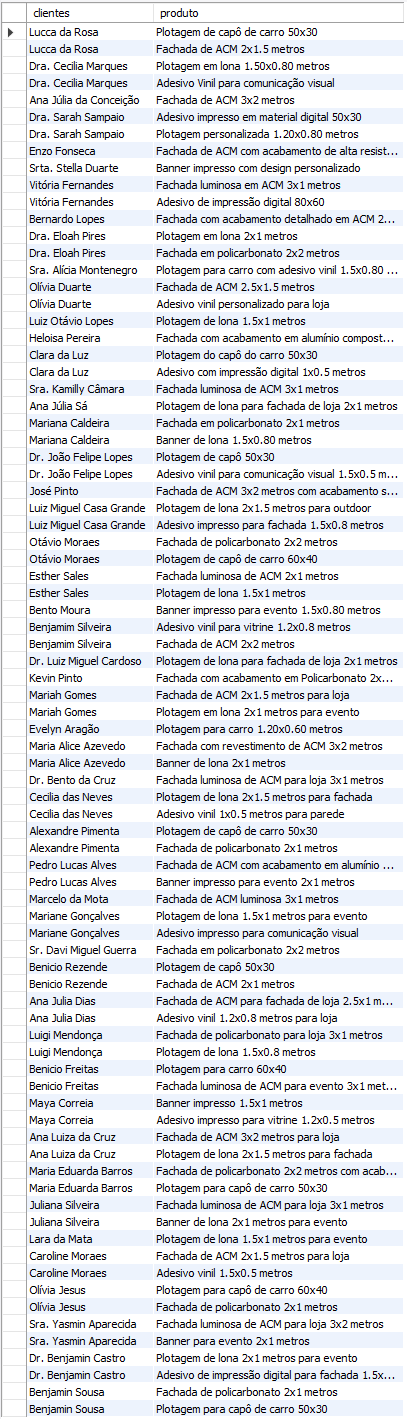 clientes produto
Lucca da Rosa Plotagem de capô de carro 50x30
Lucca da Rosa Fachada de ACM 2x1.5 metros
Dra. Cecilia Marques Plotagem em lona 1.50x0.80 metros
Dra. Cecilia Marques Adesivo Vinil para comunicação visual
Ana Júlia da Conceição Fachada de ACM 3x2 metros
Dra. Sarah Sampaio Adesivo impresso em material digital 50x30
Dra. Sarah Sampaio Plotagem personalizada 1.20x0.80 metros
Enzo Fonseca Fachada de ACM com acabamento de alta resist...
Srta. Stella Duarte Banner impresso com design personalizado
Vitória Fernandes Fachada luminosa em ACM 3x1 metros
Vitória Fernandes Adesivo de impressão digital 80x60
Bernardo Lopes Fachada com acabamento detalhado em ACM 2...
Dra. Eloah Pires Plotagem em lona 2x1 metros
Dra. Eloah Pires Fachada em policarbonato 2x2 metros
Sra. Alícia Montenegro Plotagem para carro com adesivo vinil 1.5x0.80 ...
Olívia Duarte Fachada de ACM 2.5x1.5 metros
Olívia Duarte Adesivo vinil personalizado para loja
Luiz Otávio Lopes Plotagem de lona 1.5x1 metros
Heloisa Pereira Fachada com acabamento em alumínio compost...
Clara da Luz Plotagem do capô do carro 50x30
Clara da Luz Adesivo com impressão digital 1x0.5 metros
Sra. Kamilly Câmara Fachada luminosa de ACM 3x1 metros
Ana Júlia Sá Plotagem de lona para fachada de loja 2x1 metros
Mariana Caldeira Fachada em policarbonato 2x1 metros
Mariana Caldeira Banner de lona 1.5x0.80 metros
Dr. João Felipe Lopes Plotagem de capô 50x30
Dr. João Felipe Lopes Adesivo vinil para comunicação visual 1.5x0.5 m...
José Pinto Fachada de ACM 3x2 metros com acabamento s...
Luiz Miguel Casa Grande Plotagem de lona 2x1.5 metros para outdoor
Luiz Miguel Casa Grande Adesivo impresso para fachada 1.5x0.8 metros
Otávio Moraes Fachada de policarbonato 2x2 metros
Otávio Moraes Plotagem de capô de carro 60x40
Esther Sales Fachada luminosa de ACM 2x1 metros
Esther Sales Plotagem de lona 1.5x1 metros
Bento Moura Banner impresso para evento 1.5x0.80 metros
Benjamim Silveira Adesivo vinil para vitrine 1.2x0.8 metros
Benjamim Silveira Fachada de ACM 2x2 metros
Dr. Luiz Miguel Cardoso Plotagem de lona para fachada de loja 2x1 metros
Kevin Pinto Fachada com acabamento em Policarbonato 2x...
Mariah Gomes Fachada de ACM 2x1.5 metros para loja
Mariah Gomes Plotagem em lona 2x1 metros para evento
Evelyn Aragão Plotagem para carro 1.20x0.60 metros
Maria Alice Azevedo Fachada com revestimento de ACM 3x2 metros
Maria Alice Azevedo Banner de lona 2x1 metros
Dr. Bento da Cruz Fachada luminosa de ACM para loja 3x1 metros
Cecilia das Neves Plotagem de lona 2x1.5 metros para fachada
Cecilia das Neves Adesivo vinil 1x0.5 metros para parede
Alexandre Pimenta Plotagem de capô de carro 50x30
Alexandre Pimenta Fachada de policarbonato 2x1 metros
Pedro Lucas Alves Fachada de ACM com acabamento em alumínio ...
Pedro Lucas Alves Banner impresso para evento 2x1 metros
Marcelo da Mota Fachada de ACM luminosa 3x1 metros
Mariane Gonçalves Plotagem de lona 1.5x1 metros para evento
Mariane Gonçalves Adesivo impresso para comunicação visual
Sr. Davi Miguel Guerra Fachada em policarbonato 2x2 metros
Benicio Rezende Plotagem de capô 50x30
Benicio Rezende Fachada de ACM 2x1 metros
Ana Julia Dias Fachada de ACM para fachada de loja 2.5x1 m...
Ana Julia Dias Adesivo vinil 1.2x0.8 metros para loja
Luigi Mendonça Fachada de policarbonato para loja 3x1 metros
Luigi Mendonça Plotagem de lona 1.5x0.8 metros
Benicio Freitas Plotagem para carro 60x40
Benicio Freitas Fachada luminosa de ACM para evento 3x1 met...
Maya Correia Banner impresso 1.5x1 metros
Maya Correia Adesivo impresso para vitrine 1.2x0.5 metros
Ana Luiza da Cruz Fachada de ACM 3x2 metros para loja
Ana Luiza da Cruz Plotagem de lona 2x1.5 metros para fachada
Maria Eduarda Barros Fachada de policarbonato 2x2 metros com acab...
Maria Eduarda Barros Plotagem para capô de carro 50x30
Juliana Silveira Fachada luminosa de ACM para loja 3x1 metros
Juliana Silveira Banner de lona 2x1 metros para evento
Lara da Mata Plotagem de lona 1.5x1 metros para evento
Caroline Moraes Fachada de ACM 2x1.5 metros para loja
Caroline Moraes Adesivo vinil 1.5x0.5 metros
Olívia Jesus Plotagem para capô de carro 60x40
Olívia Jesus Fachada de policarbonato 2x1 metros
Sra. Yasmin Aparecida Fachada luminosa de ACM para loja 3x2 metros
Sra. Yasmin Aparecida Banner para evento 2x1 metros
Dr. Benjamin Castro Plotagem de lona 2x1 metros para evento
Dr. Benjamin Castro Adesivo de impressão digital para fachada 1.5x...
Benjamin Sousa Fachada de policarbonato 2x1 metros
Benjamin Sousa Plotagem para capô de carro 50x30